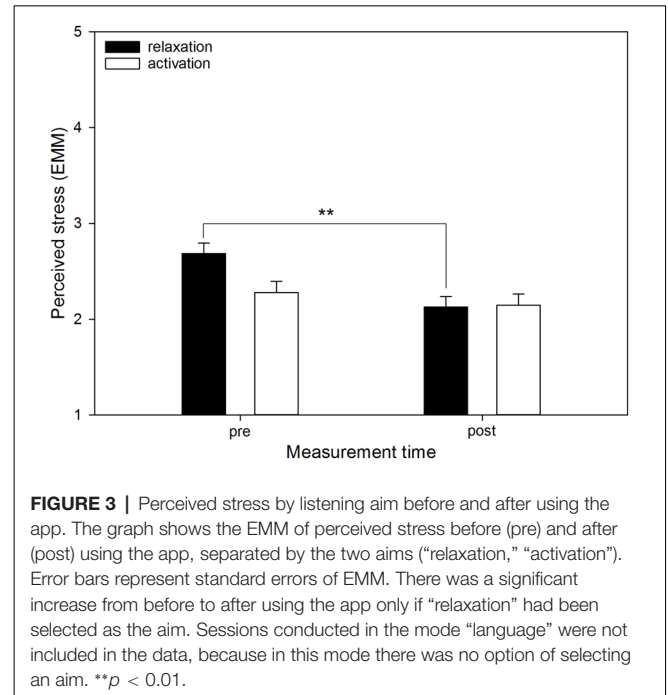 5
relaxation
activation
4
Perceived stress (EMM)
**
3
2
1
pre
post
Measurement time
FIGURE 3 | Perceived stress by listening aim before and after using the
app. The graph shows the EMM of perceived stress before (pre) and after
(post) using the app, separated by the two aims (“relaxation,” “activation”).
Error bars represent standard errors of EMM. There was a significant
increase from before to after using the app only if “relaxation” had been
selected as the aim. Sessions conducted in the mode “language” were not
included in the data, because in this mode there was no option of selecting
an aim. **p < 0.01.